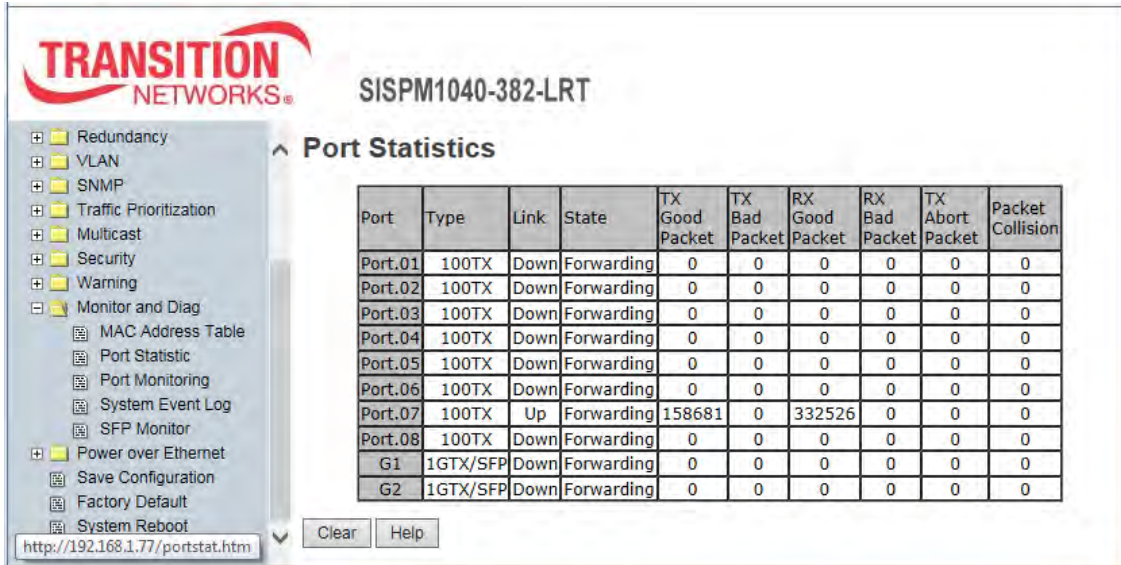 TRANSITION
NETWORKS®
SISPM1040-382-LRT
Redundancy
VLAN
SNMP
Traffic Prioritization
Multicast
Security
Warning
Monitor and Diag
MAC Address Table
Port Statistic
Port Monitoring
System Event Log
SFP Monitor
Power over Ethernet
Save Configuration
Factory Default
System Reboot
http://192.168.1.77/portstat.htm
Port Statistics
Port Type Link State TX Good Packet TX Bad Packet RX Good Packet RX Bad Packet TX Abort Packet Packet Collision
Port.01 100TX Down Forwarding 0 0 0 0 0 0
Port.02 100TX Down Forwarding 0 0 0 0 0 0
Port.03 100TX Down Forwarding 0 0 0 0 0 0
Port.04 100TX Down Forwarding 0 0 0 0 0 0
Port.05 100TX Down Forwarding 0 0 0 0 0 0
Port.06 100TX Down Forwarding 0 0 0 0 0 0
Port.07 100TX Up Forwarding 158681 0 332526 0 0 0
Port.08 100TX Down Forwarding 0 0 0 0 0 0
G1 1GTX/SFP Down Forwarding 0 0 0 0 0 0
G2 1GTX/SFP Down Forwarding 0 0 0 0 0 0
Clear Help